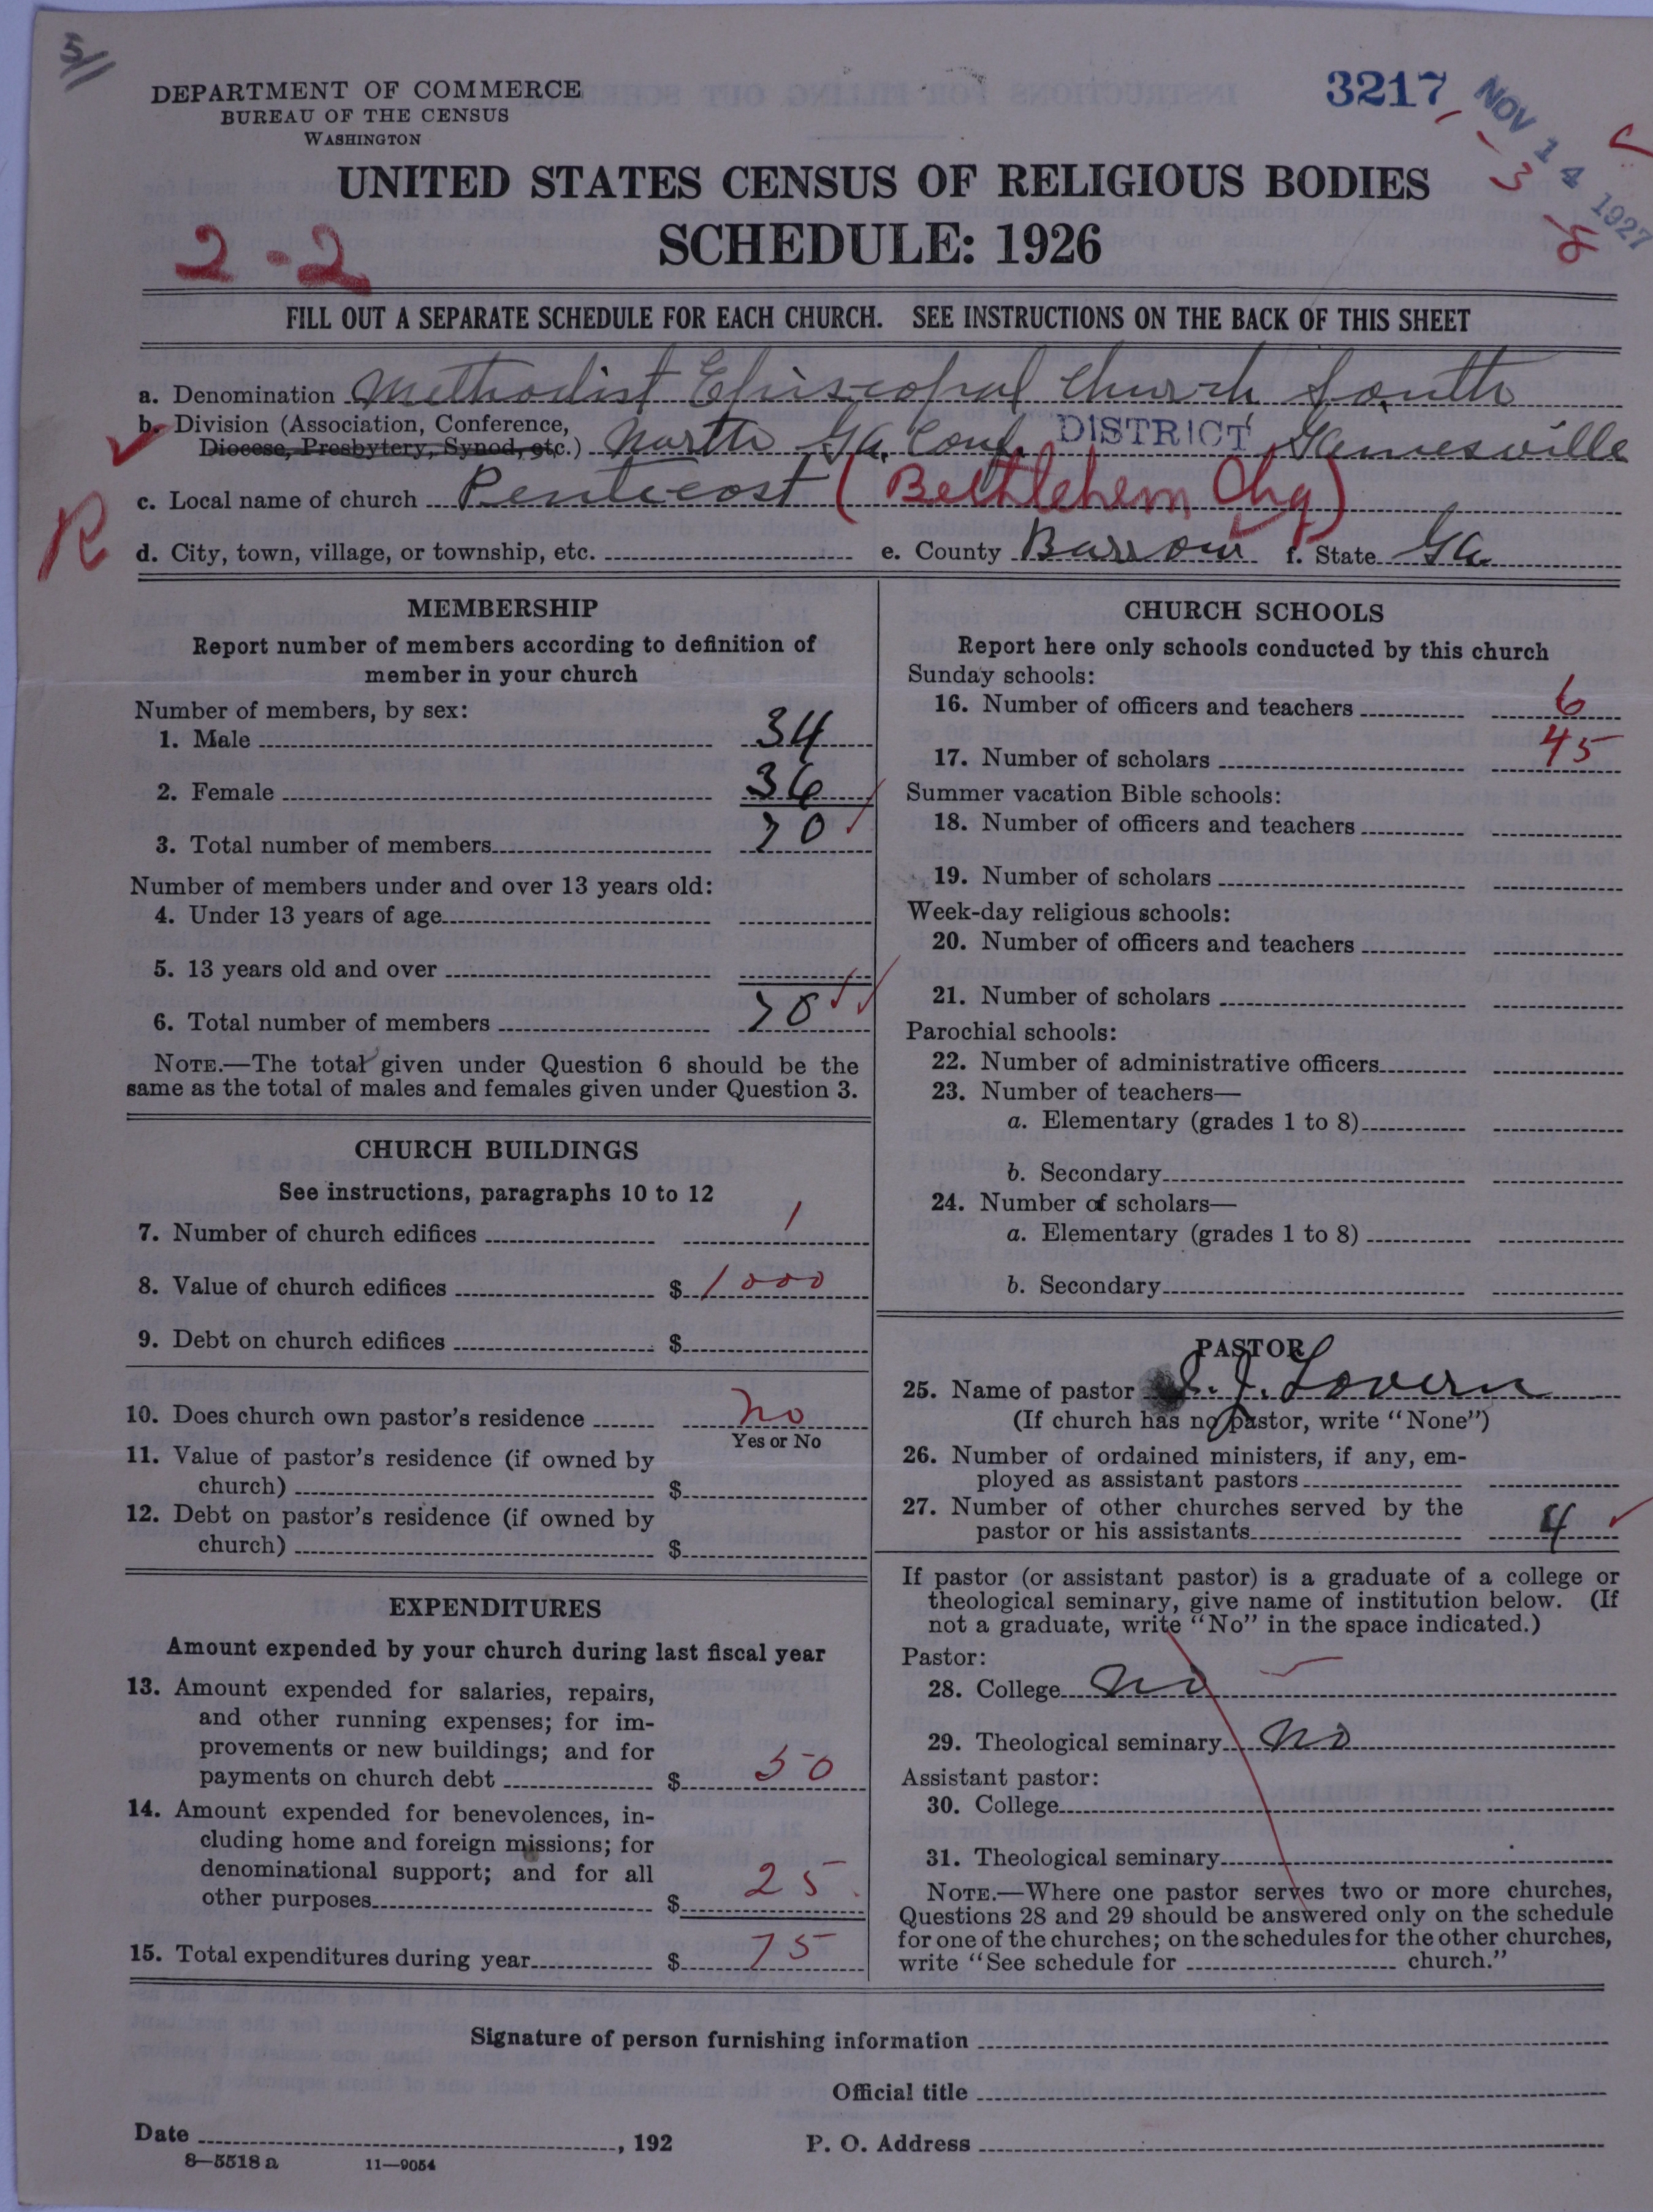 5//
DEPARTMENT OF COMMERCE
BUREAU OF THE CENSUS
WASHINGTON
3217
NOV 14 1927
3
8
UNITED STATES CENSUS OF RELIGIOUS BODIES
2-2
SCHEDULE: 1926
FILL OUT A SEPARATE SCHEDULE FOR EACH CHURCH. SEE INSTRUCTIONS ON THE BACK OF THIS SHEET
a. Denomination Methodist Episcopal Church South
b. Division (Association, Conference,
Diocese, Presbytery, Synod, etc.) North Ga. Conf. DISTRICT Gainesville
c. Local name of church Penticost (Bethlehem Chg)
R
d. City, town, village, or township, etc. e. County Barrow f. State Ga
MEMBERSHIP
Report number of members according to definition of
member in your church
Number of members, by sex:
1. Male 34
2. Female 36
3. Total number of members 70
Number of members under and over 13 years old:
4. Under 13 years of age
5. 13 years old and over
6. Total number of members 70
NOTE.—The total given under Question 6 should be the
same as the total of males and females given under Question 3.
CHURCH BUILDINGS
See instructions, paragraphs 10 to 12
7. Number of church edifices 1
8. Value of church edifices $ 1000
9. Debt on church edifices $
10. Does church own pastor's residence no
Yes or No
11. Value of pastor's residence (if owned by
church) $
12. Debt on pastor's residence (if owned by
church) $
EXPENDITURES
Amount expended by your church during last fiscal year
13. Amount expended for salaries, repairs,
and other running expenses; for im-
provements or new buildings; and for
payments on church debt $ 50
14. Amount expended for benevolences, in-
cluding home and foreign missions; for
denominational support; and for all
other purposes $ 25
15. Total expenditures during year $ 75
CHURCH SCHOOLS
Report here only schools conducted by this church
Sunday schools:
16. Number of officers and teachers 6
17. Number of scholars 45
Summer vacation Bible schools:
18. Number of officers and teachers
19. Number of scholars
Week-day religious schools:
20. Number of officers and teachers
21. Number of scholars
Parochial schools:
22. Number of administrative officers
23. Number of teachers—
a. Elementary (grades 1 to 8)
b. Secondary
24. Number of scholars—
a. Elementary (grades 1 to 8)
b. Secondary
PASTOR
25. Name of pastor S. J. Lovern
(If church has no pastor, write "None")
26. Number of ordained ministers, if any, em-
ployed as assistant pastors
27. Number of other churches served by the
pastor or his assistants 4
If pastor (or assistant pastor) is a graduate of a college or
theological seminary, give name of institution below. (If
not a graduate, write "No" in the space indicated.)
Pastor:
28. College no
29. Theological seminary no
Assistant pastor:
30. College
31. Theological seminary
NOTE.—Where one pastor serves two or more churches,
Questions 28 and 29 should be answered only on the schedule
for one of the churches; on the schedules for the other churches,
write "See schedule for church."
Signature of person furnishing information
Official title
Date , 192 P. O. Address
8—5518 a 11—9054